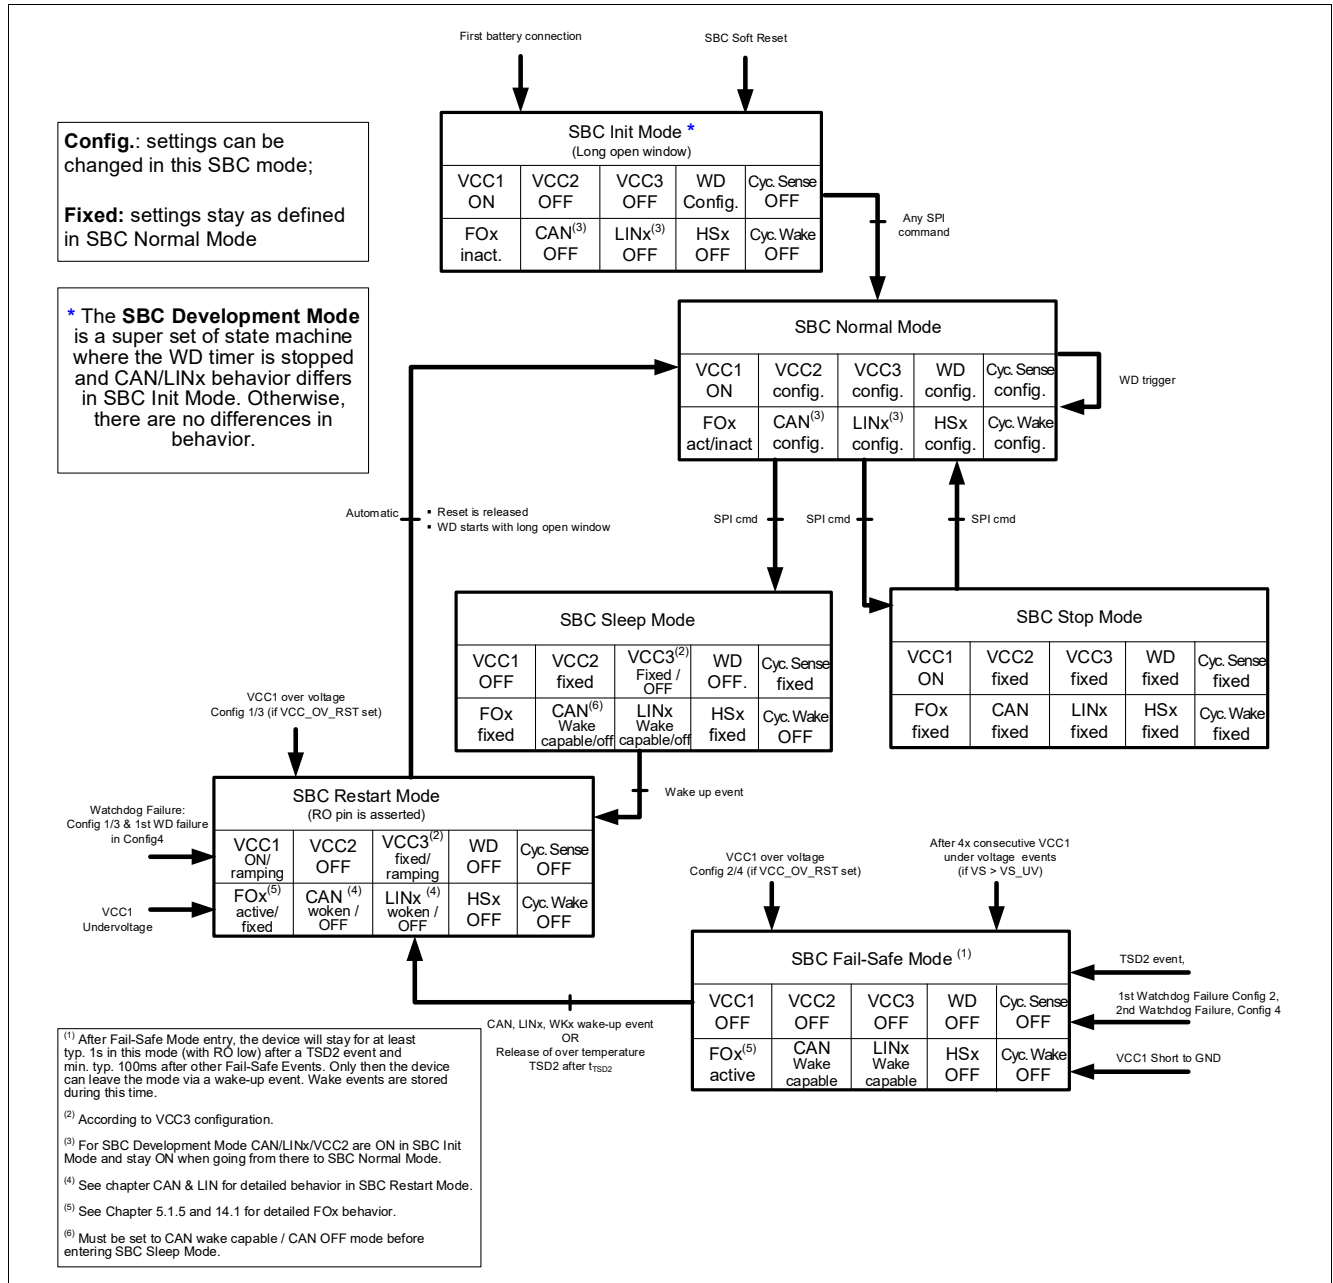 First battery connection
SBC Soft Reset
Config.: settings can be
changed in this SBC mode;
Fixed: settings stay as defined
in SBC Normal Mode
* The SBC Development Mode
is a super set of state machine
where the WD timer is stopped
and CAN/LINx behavior differs
in SBC Init Mode. Otherwise,
there are no differences in
behavior.
SBC Init Mode *
(Long open window)
VCC1 VCC2 VCC3 WD Cyc. Sense
ON OFF OFF Config. OFF
FOx CAN(3) LINx(3) HSx Cyc. Wake
inact. OFF OFF OFF OFF
Any SPI
command
SBC Normal Mode
VCC1 VCC2 VCC3 WD Cyc. Sense
ON config. config. config. config.
FOx CAN(3) LINx(3) HSx Cyc. Wake
act/inact config. config. config. config.
WD trigger
Automatic
▪ Reset is released
▪ WD starts with long open window
SPI cmd
SPI cmd
SPI cmd
SBC Sleep Mode
VCC1 VCC2 VCC3(2) WD Cyc. Sense
OFF fixed Fixed / OFF OFF. fixed
FOx CAN(6) LINx HSx Cyc. Wake
fixed Wake capable/off Wake capable/off fixed OFF
SBC Stop Mode
VCC1 VCC2 VCC3 WD Cyc. Sense
ON fixed fixed fixed fixed
FOx CAN LINx HSx Cyc. Wake
fixed fixed fixed fixed fixed
VCC1 over voltage
Config 1/3 (if VCC_OV_RST set)
Wake up event
Watchdog Failure:
Config 1/3 & 1st WD failure
in Config4
VCC1
Undervoltage
SBC Restart Mode
(RO pin is asserted)
VCC1 VCC2 VCC3(2) WD Cyc. Sense
ON/ ramping OFF fixed/ ramping OFF OFF
FOx(5) CAN (4) LINx (4) HSx Cyc. Wake
active/ fixed woken / OFF woken / OFF OFF OFF
VCC1 over voltage
Config 2/4 (if VCC_OV_RST set)
After 4x consecutive VCC1
under voltage events
(if VS > VS_UV)
SBC Fail-Safe Mode (1)
VCC1 VCC2 VCC3 WD Cyc. Sense
OFF OFF OFF OFF OFF
FOx(5) CAN LINx HSx Cyc. Wake
active Wake capable Wake capable OFF OFF
TSD2 event,
1st Watchdog Failure Config 2,
2nd Watchdog Failure, Config 4
VCC1 Short to GND
CAN, LINx, WKx wake-up event
OR
Release of over temperature
TSD2 after tTSD2
(1) After Fail-Safe Mode entry, the device will stay for at least
typ. 1s in this mode (with RO low) after a TSD2 event and
min. typ. 100ms after other Fail-Safe Events. Only then the device
can leave the mode via a wake-up event. Wake events are stored
during this time.
(2) According to VCC3 configuration.
(3) For SBC Development Mode CAN/LINx/VCC2 are ON in SBC Init
Mode and stay ON when going from there to SBC Normal Mode.
(4) See chapter CAN & LIN for detailed behavior in SBC Restart Mode.
(5) See Chapter 5.1.5 and 14.1 for detailed FOx behavior.
(6) Must be set to CAN wake capable / CAN OFF mode before
entering SBC Sleep Mode.